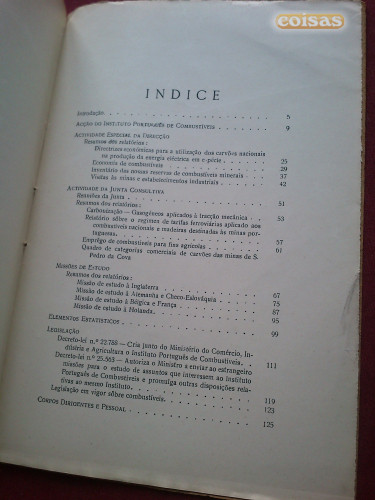 coisas
INDICE
Introdução 5
Acção do Instituto Português de Combustíveis 9
Actividade Especìfie da Direcção
Resumos dos relatórios:
Directrizes económicas para a utilização dos carvões nacionais
na produção da energia eléctrica em e-pécie 25
Economia de combustíveis 29
Inventário das nossas reservas de combustíveis minerais 37
Visitas de minas e estabelecimentos industriais 42
Actividade da Junta Consultiva
Reuniões da Junta 51
Resumos dos relatórios:
Carbonização — Gasogéneos aplicados à tracção mecânica 53
Relatório sôbre o regimen de tarifas ferroviárias aplicado aos
combustíveis nacionais e madeiras destinadas às minas por-
tuguesas 57
Emprêgo de combustíveis para fins agrícolas 61
Quadro de categorias comerciais de carvões das minas de S.
Pedro da Cova
Missões de Estudo
Resumos dos relatórios:
Missão de estudo à Inglaterra 67
Missão de estudo à Alemanha e Checo-Eslováquia 75
Missão de estudo à Bélgica e França 87
Missão de estudo à Holanda 95
Elementos Estatísticos 99
Legislação
Decreto-lei n.º 22.788 — Cria junto do Ministério do Comércio, In-
dústria e Agricultura o Instituto Português de Combustíveis 111
Decreto-lei n.º 25.563 — Autoriza o Ministro a enviar ao estrangeiro
missões para o estudo de assuntos que interessem ao Instituto
Português de Combustíveis e promulga outras disposições rela-
tivas ao mesmo Instituto 119
Legislação em vigor sôbre combustíveis 123
Corpos Dirigentes e Pessoal 125